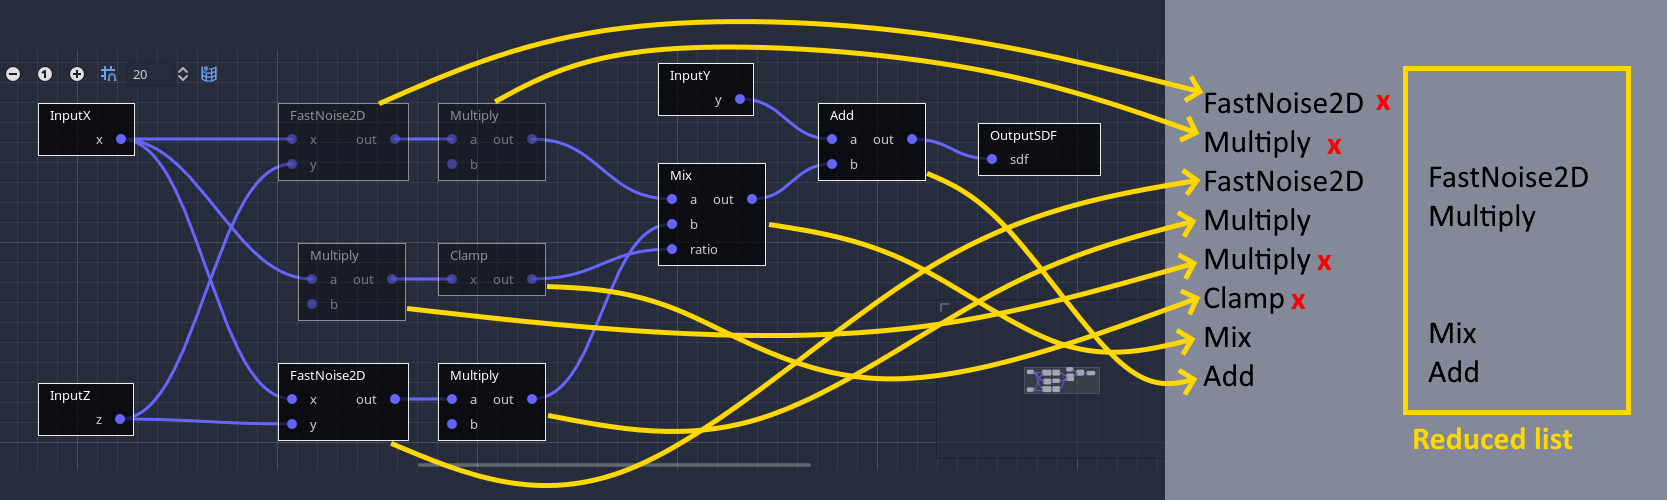 1
20
InputX
x
FastNoise2D
x out
y
Multiply
a out
b
InputY
y
Add
a out
b
OutputSDF
sdf
Mix
a out
b
ratio
Multiply
a out
b
Clamp
x out
InputZ
z
FastNoise2D
x out
y
Multiply
a out
b
FastNoise2D x
Multiply x
FastNoise2D
Multiply
Multiply x
Clamp x
Mix
Add
FastNoise2D
Multiply
Mix
Add
Reduced list